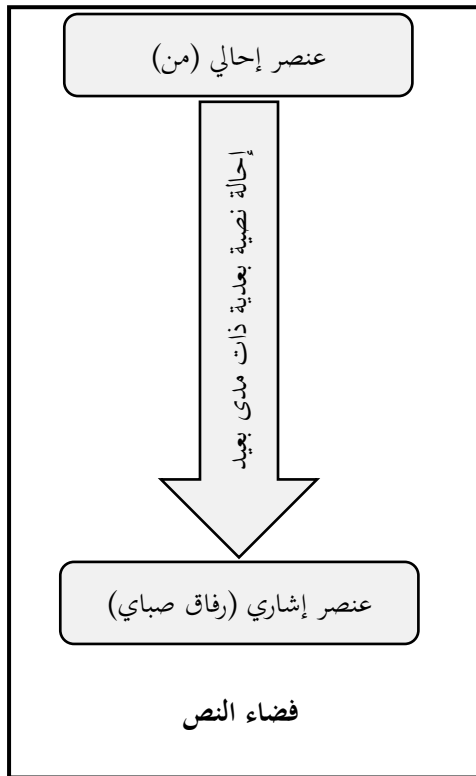 عنصر إحالي (من)
إحالة نصية بعدية ذات مدى بعيد
عنصر إشاري (رفاق صباي)
فضاء النص